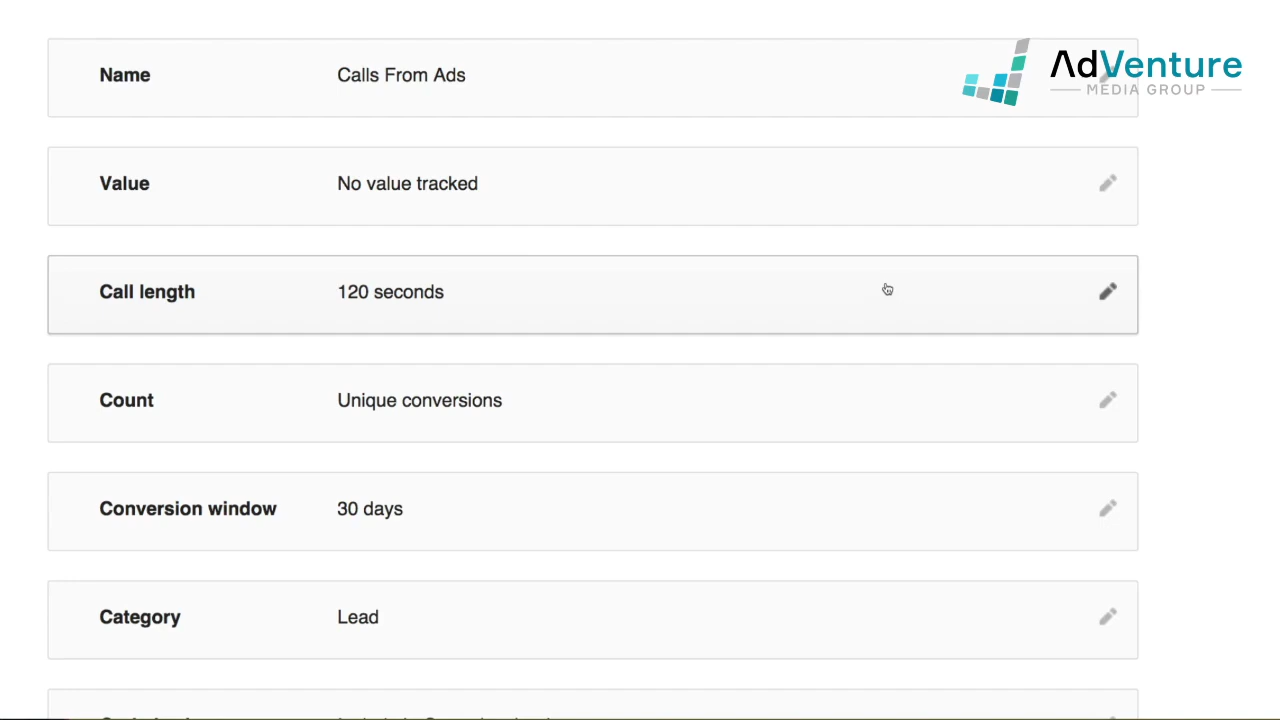 Name Calls From Ads
AdVenture
MEDIA GROUP
Value No value tracked
Call length 120 seconds
Count Unique conversions
Conversion window 30 days
Category Lead